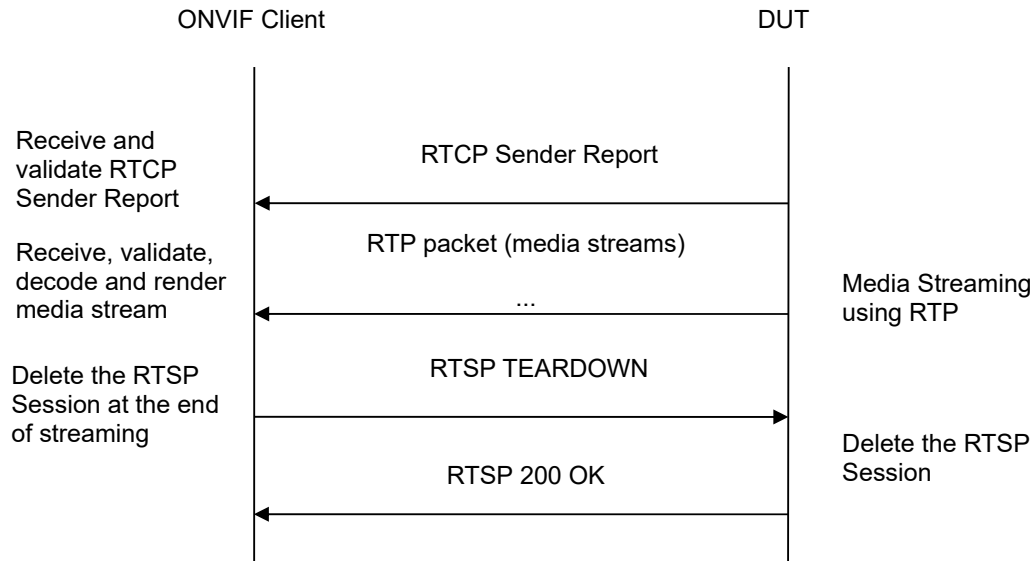 ONVIF Client
DUT
Receive and
validate RTCP
Sender Report
RTCP Sender Report
Receive, validate,
decode and render
media stream
RTP packet (media streams)
...
Media Streaming
using RTP
Delete the RTSP
Session at the end
of streaming
RTSP TEARDOWN
Delete the RTSP
Session
RTSP 200 OK